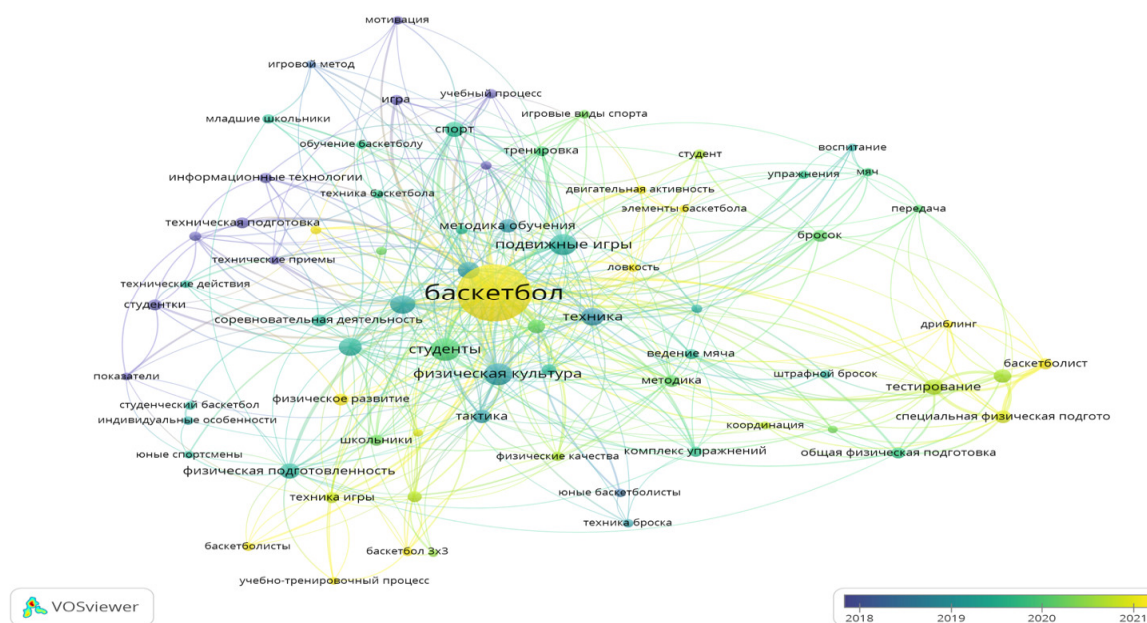 мотивация
игровой метод
учебный процесс
игра
игровые виды спорта
младшие школьники
спорт
обучение баскетболу
тренировка
студент
воспитание
информационные технологии
упражнения
мяч
техника баскетбола
двигательная активность
элементы баскетбола
передача
техническая подготовка
методика обучения
бросок
подвижные игры
технические приемы
ловкость
технические действия
баскетбол
студентки
соревновательная деятельность
техника
дриблинг
студенты
ведение мяча
баскетболист
физическая культура
штрафной бросок
показатели
методика
тестирование
физическое развитие
студенческий баскетбол
тактика
специальная физическая подгото
индивидуальные особенности
координация
школьники
юные спортсмены
физические качества
комплекс упражнений
общая физическая подготовка
физическая подготовленность
юные баскетболисты
техника игры
техника броска
баскетболисты
баскетбол 3х3
учебно-тренировочный процесс
VOSviewer
2018 2019 2020 2021